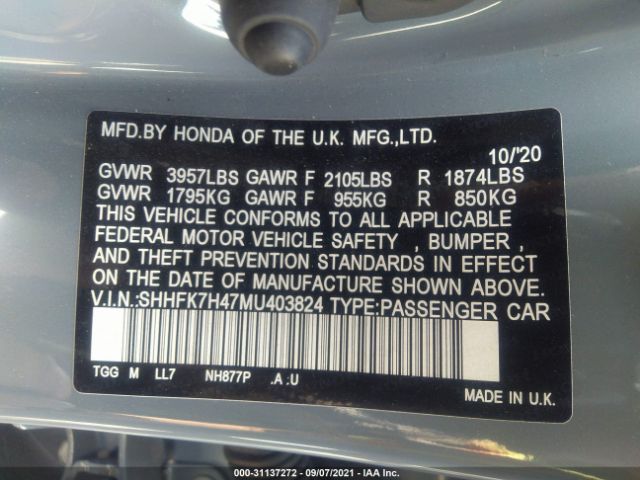 MFD.BY HONDA OF THE U.K. MFG.,LTD.
10/'20
GVWR 3957LBS GAWR F 2105LBS R 1874LBS
GVWR 1795KG GAWR F 955KG R 850KG
THIS VEHICLE CONFORMS TO ALL APPLICABLE
FEDERAL MOTOR VEHICLE SAFETY , BUMPER ,
AND THEFT PREVENTION STANDARDS IN EFFECT
ON THE DATE OF MANUFACTURE SHOWN ABOVE.
V.I.N.:SHHFK7H47MU403824 TYPE:PASSENGER CAR
TGG M LL7 NH877P .A :U
MADE IN U.K.
000-31137272 - 09/07/2021 - IAA Inc.